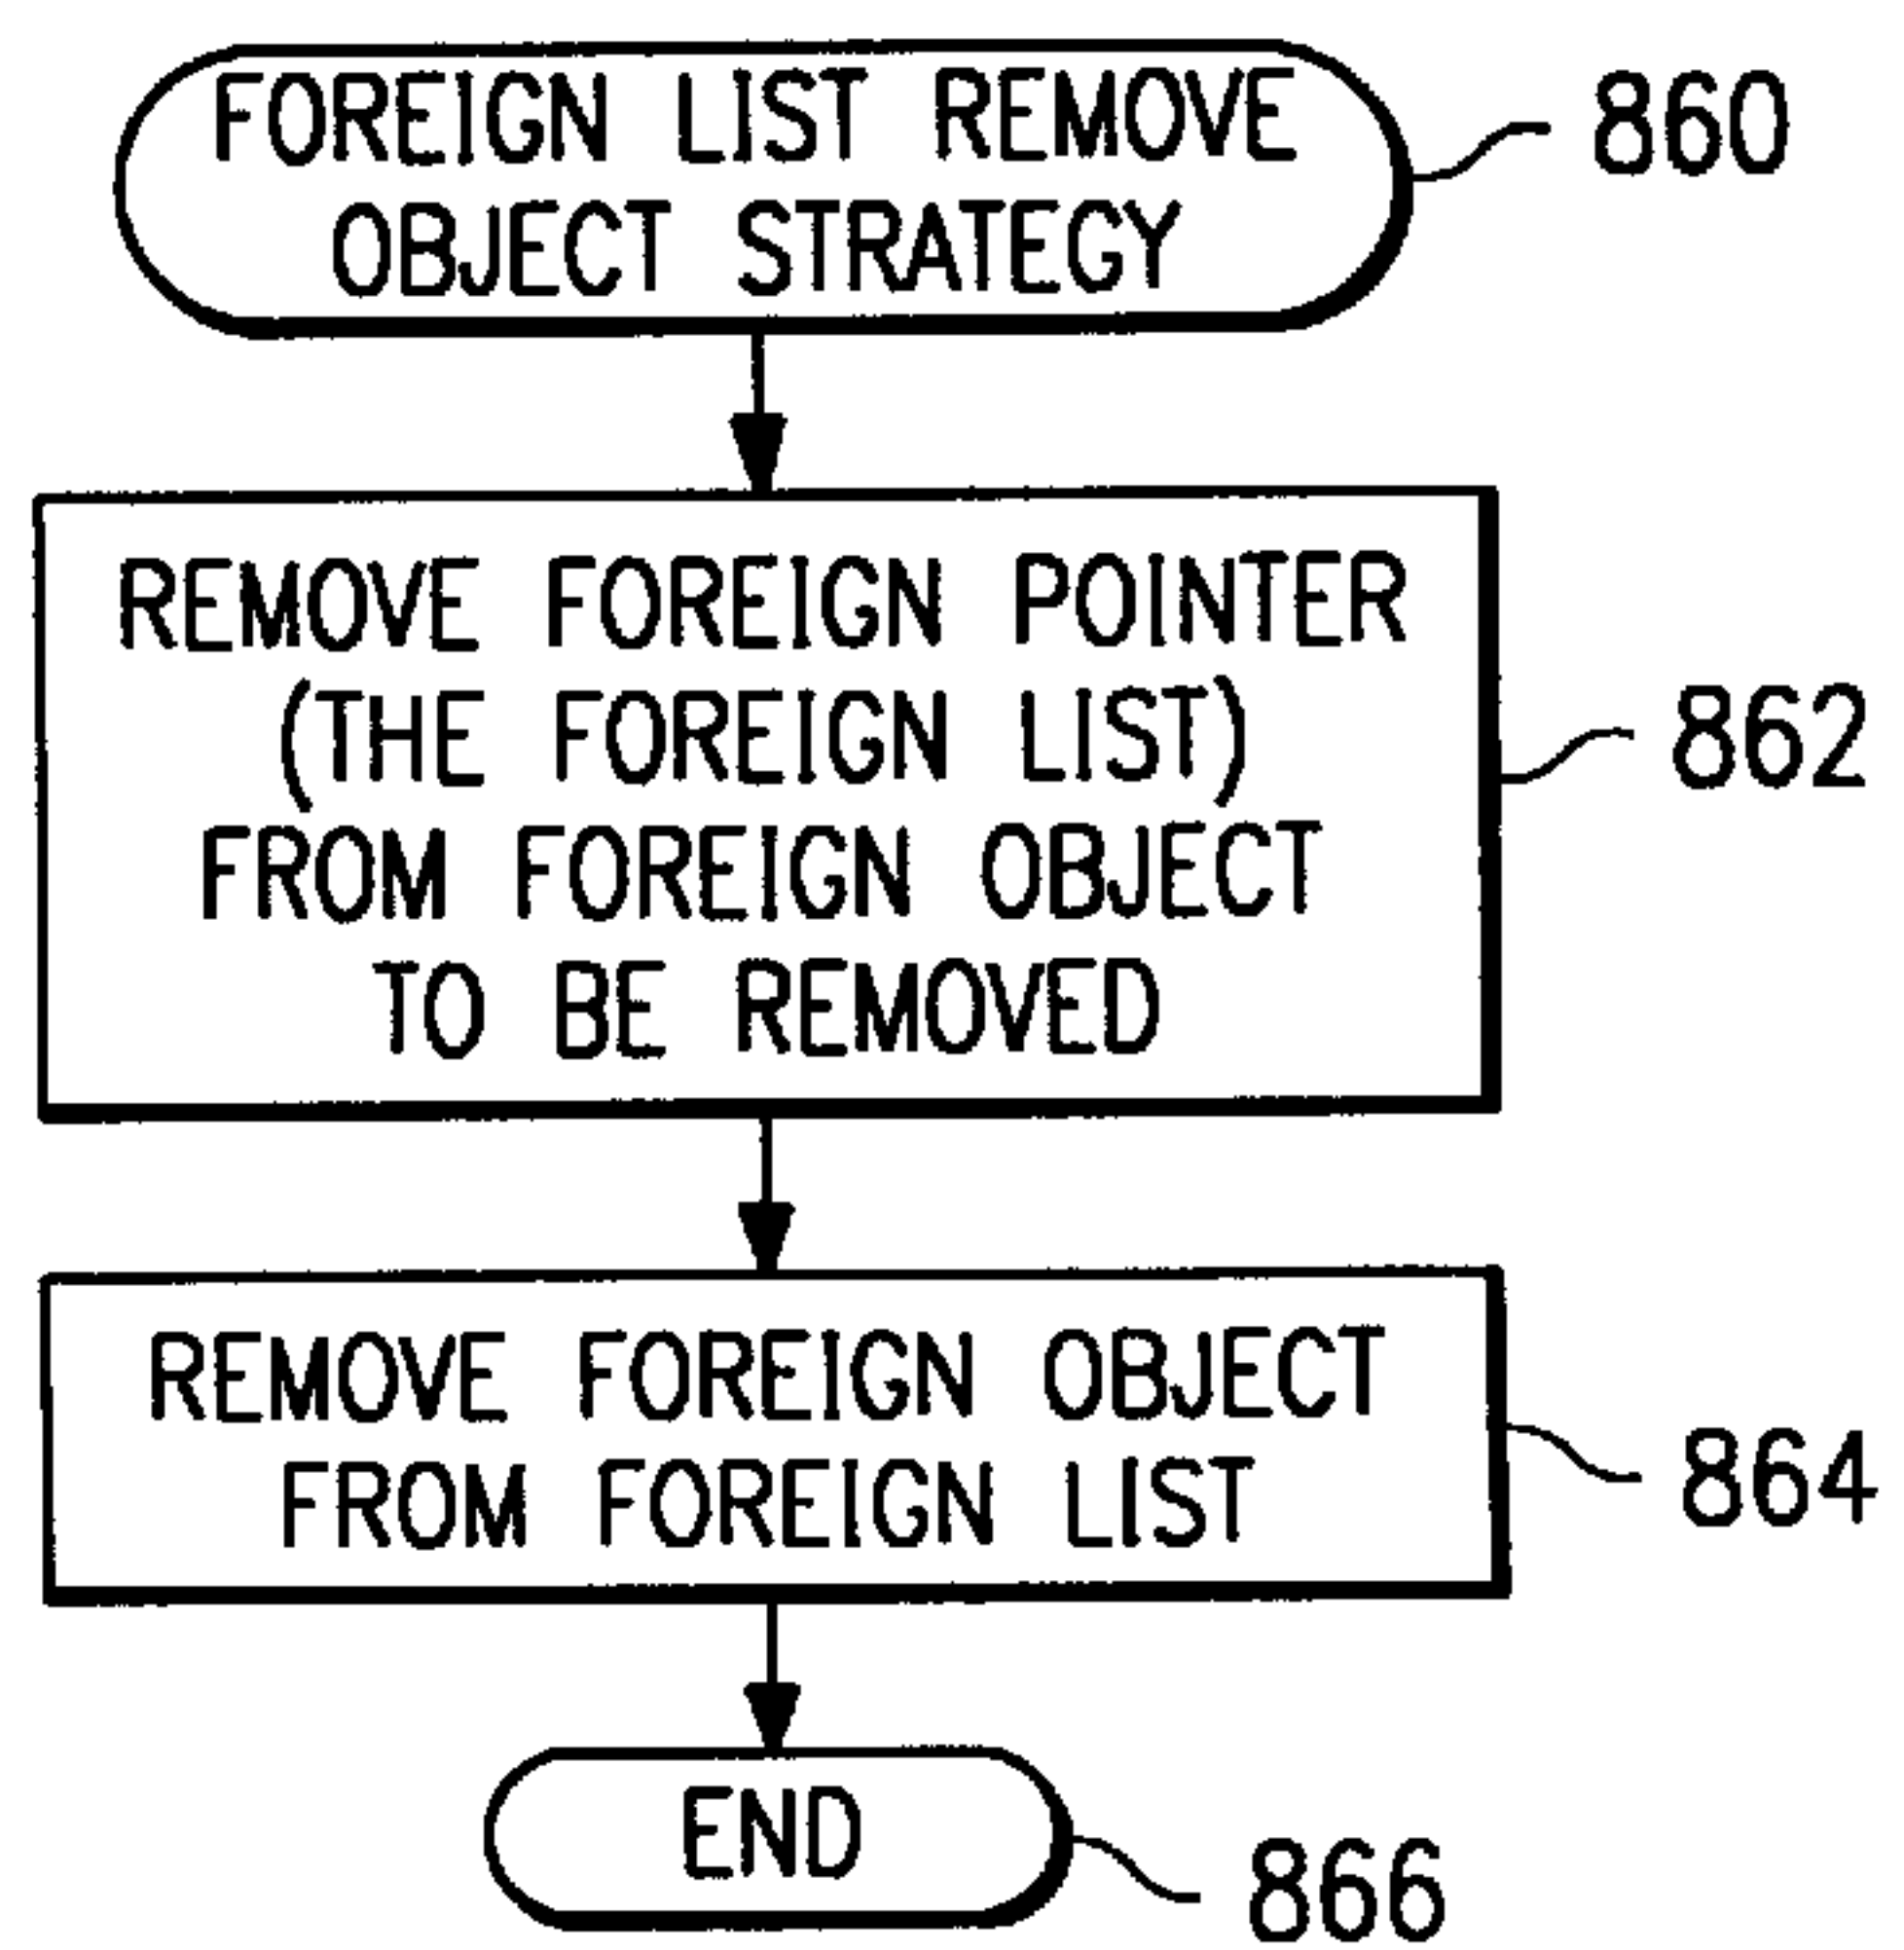 FOREIGN LIST REMOVE
OBJECT STRATEGY
860
REMOVE FOREIGN POINTER
(THE FOREIGN LIST)
FROM FOREIGN OBJECT
TO BE REMOVED
862
REMOVE FOREIGN OBJECT
FROM FOREIGN LIST
864
END
866